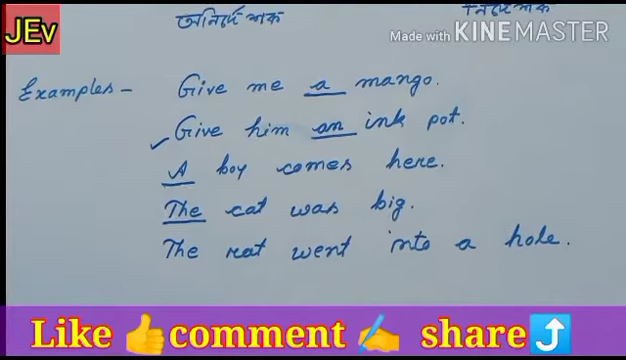 JEv
অনির্দেশক নির্দেশক
Made with KINEMASTER
Examples - Give me a mango.
Give him an ink pot.
A boy comes here.
The cat was big.
The rat went into a hole.
Like 👍 comment ✍️ share ⤴️